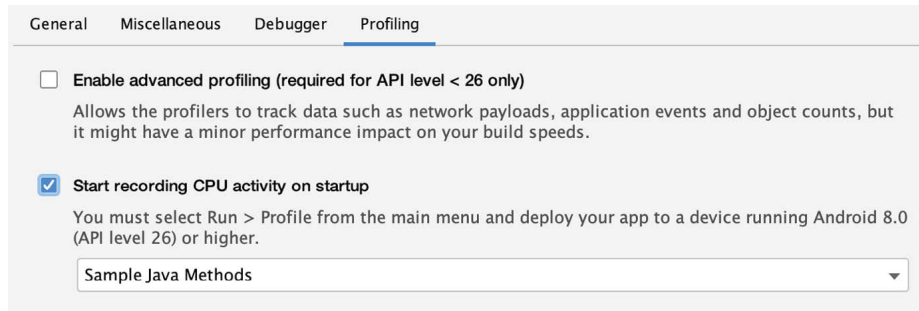 General Miscellaneous Debugger Profiling
Enable advanced profiling (required for API level < 26 only)
Allows the profilers to track data such as network payloads, application events and object counts, but
it might have a minor performance impact on your build speeds.
Start recording CPU activity on startup
You must select Run > Profile from the main menu and deploy your app to a device running Android 8.0
(API level 26) or higher.
Sample Java Methods